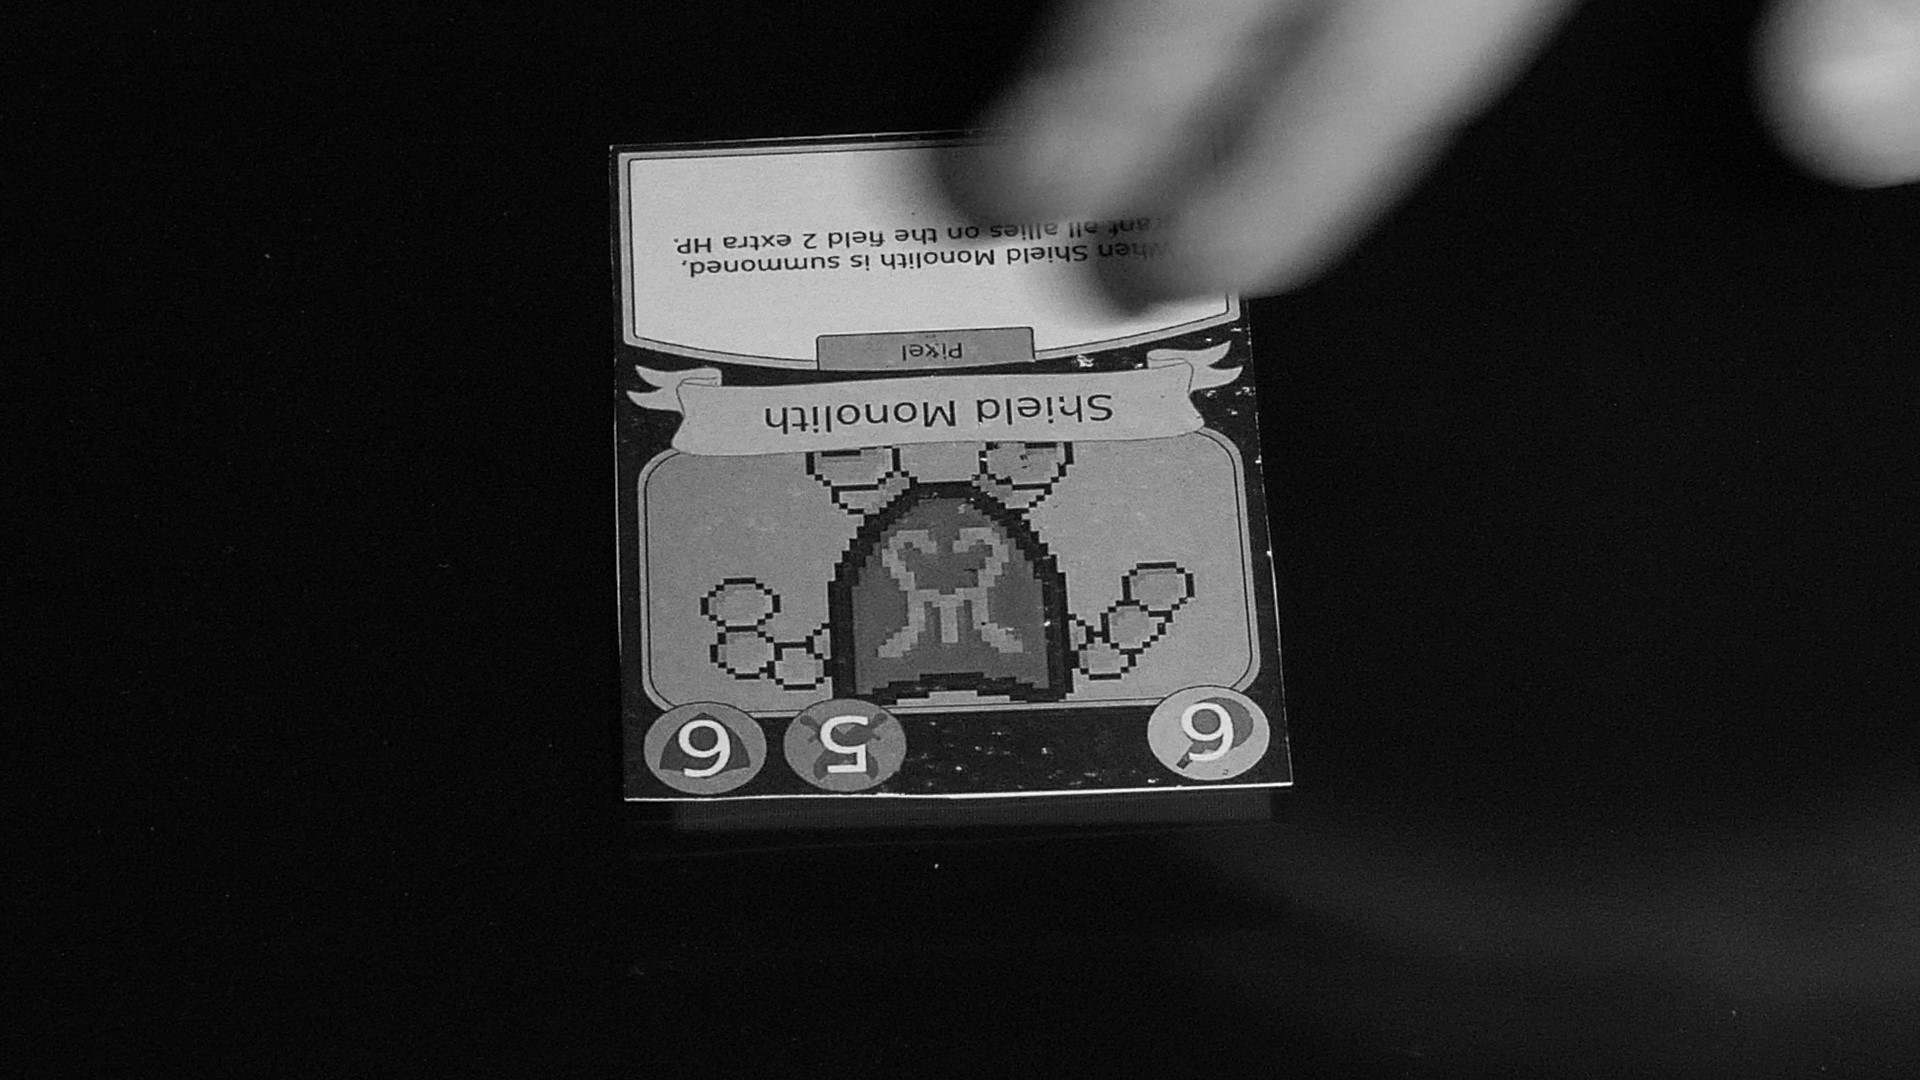 6 5 6
Shield Monolith
Pixel
When Shield Monolith is summoned,
all allies on the field 2 extra HP.